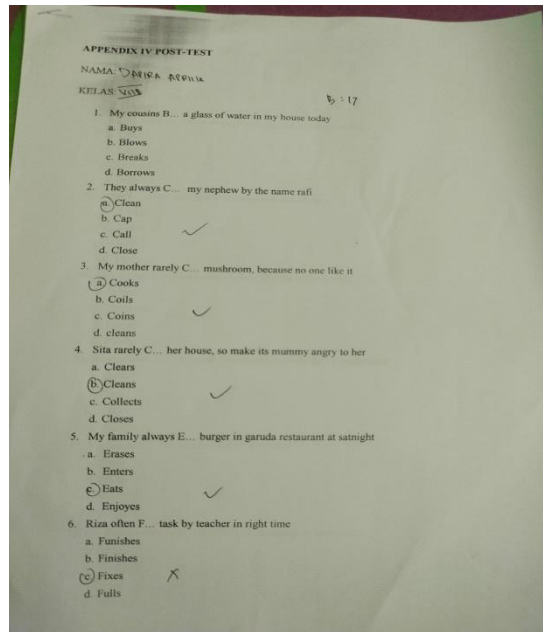 APPENDIX IV POST-TEST
NAMA: DAPIRA APRILIA
KELAS: VIII
B : 17
1. My cousins B... a glass of water in my house today
a. Buys
b. Blows
c. Breaks
d. Borrows
2. They always C... my nephew by the name rafi
a. Clean
b. Cap
c. Call
d. Close
3. My mother rarely C... mushroom, because no one like it
a) Cooks
b. Coils
c. Coins
d. cleans
4. Sita rarely C... her house, so make its mummy angry to her
a. Clears
b. Cleans
c. Collects
d. Closes
5. My family always E... burger in garuda restaurant at satnight
a. Erases
b. Enters
c. Eats
d. Enjoyes
6. Riza often F... task by teacher in right time
a. Funishes
b. Finishes
c. Fixes
d. Fulls